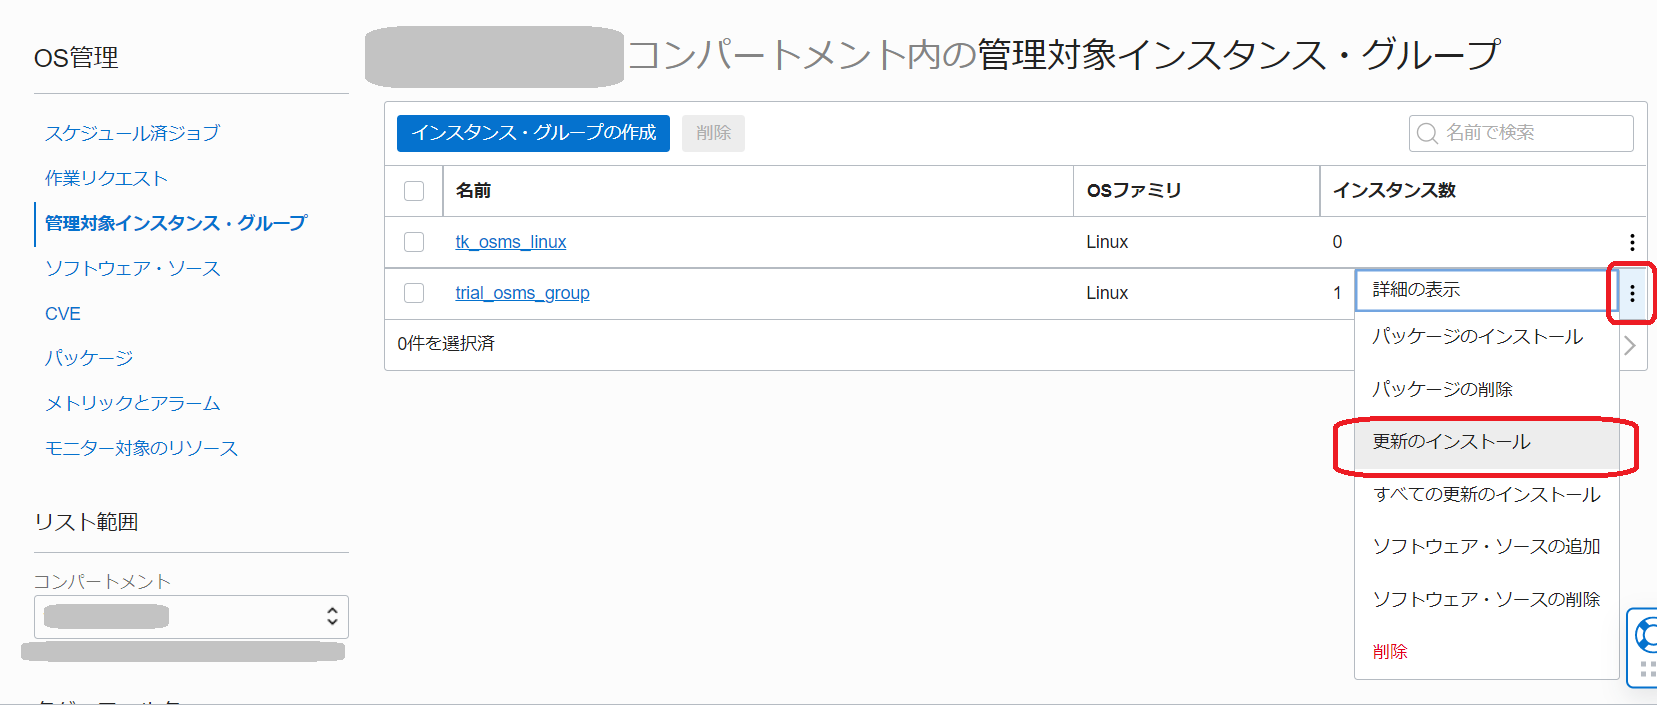 OS管理
スケジュール済ジョブ
作業リクエスト
管理対象インスタンス・グループ
ソフトウェア・ソース
CVE
パッケージ
メトリックとアラーム
モニター対象のリソース
リスト範囲
コンパートメント
コンパートメント内の管理対象インスタンス・グループ
インスタンス・グループの作成 削除 名前で検索
名前 OSファミリ インスタンス数
tk_osms_linux Linux 0
trial_osms_group Linux 1
0件を選択済
詳細の表示
パッケージのインストール
パッケージの削除
更新のインストール
すべての更新のインストール
ソフトウェア・ソースの追加
ソフトウェア・ソースの削除
削除